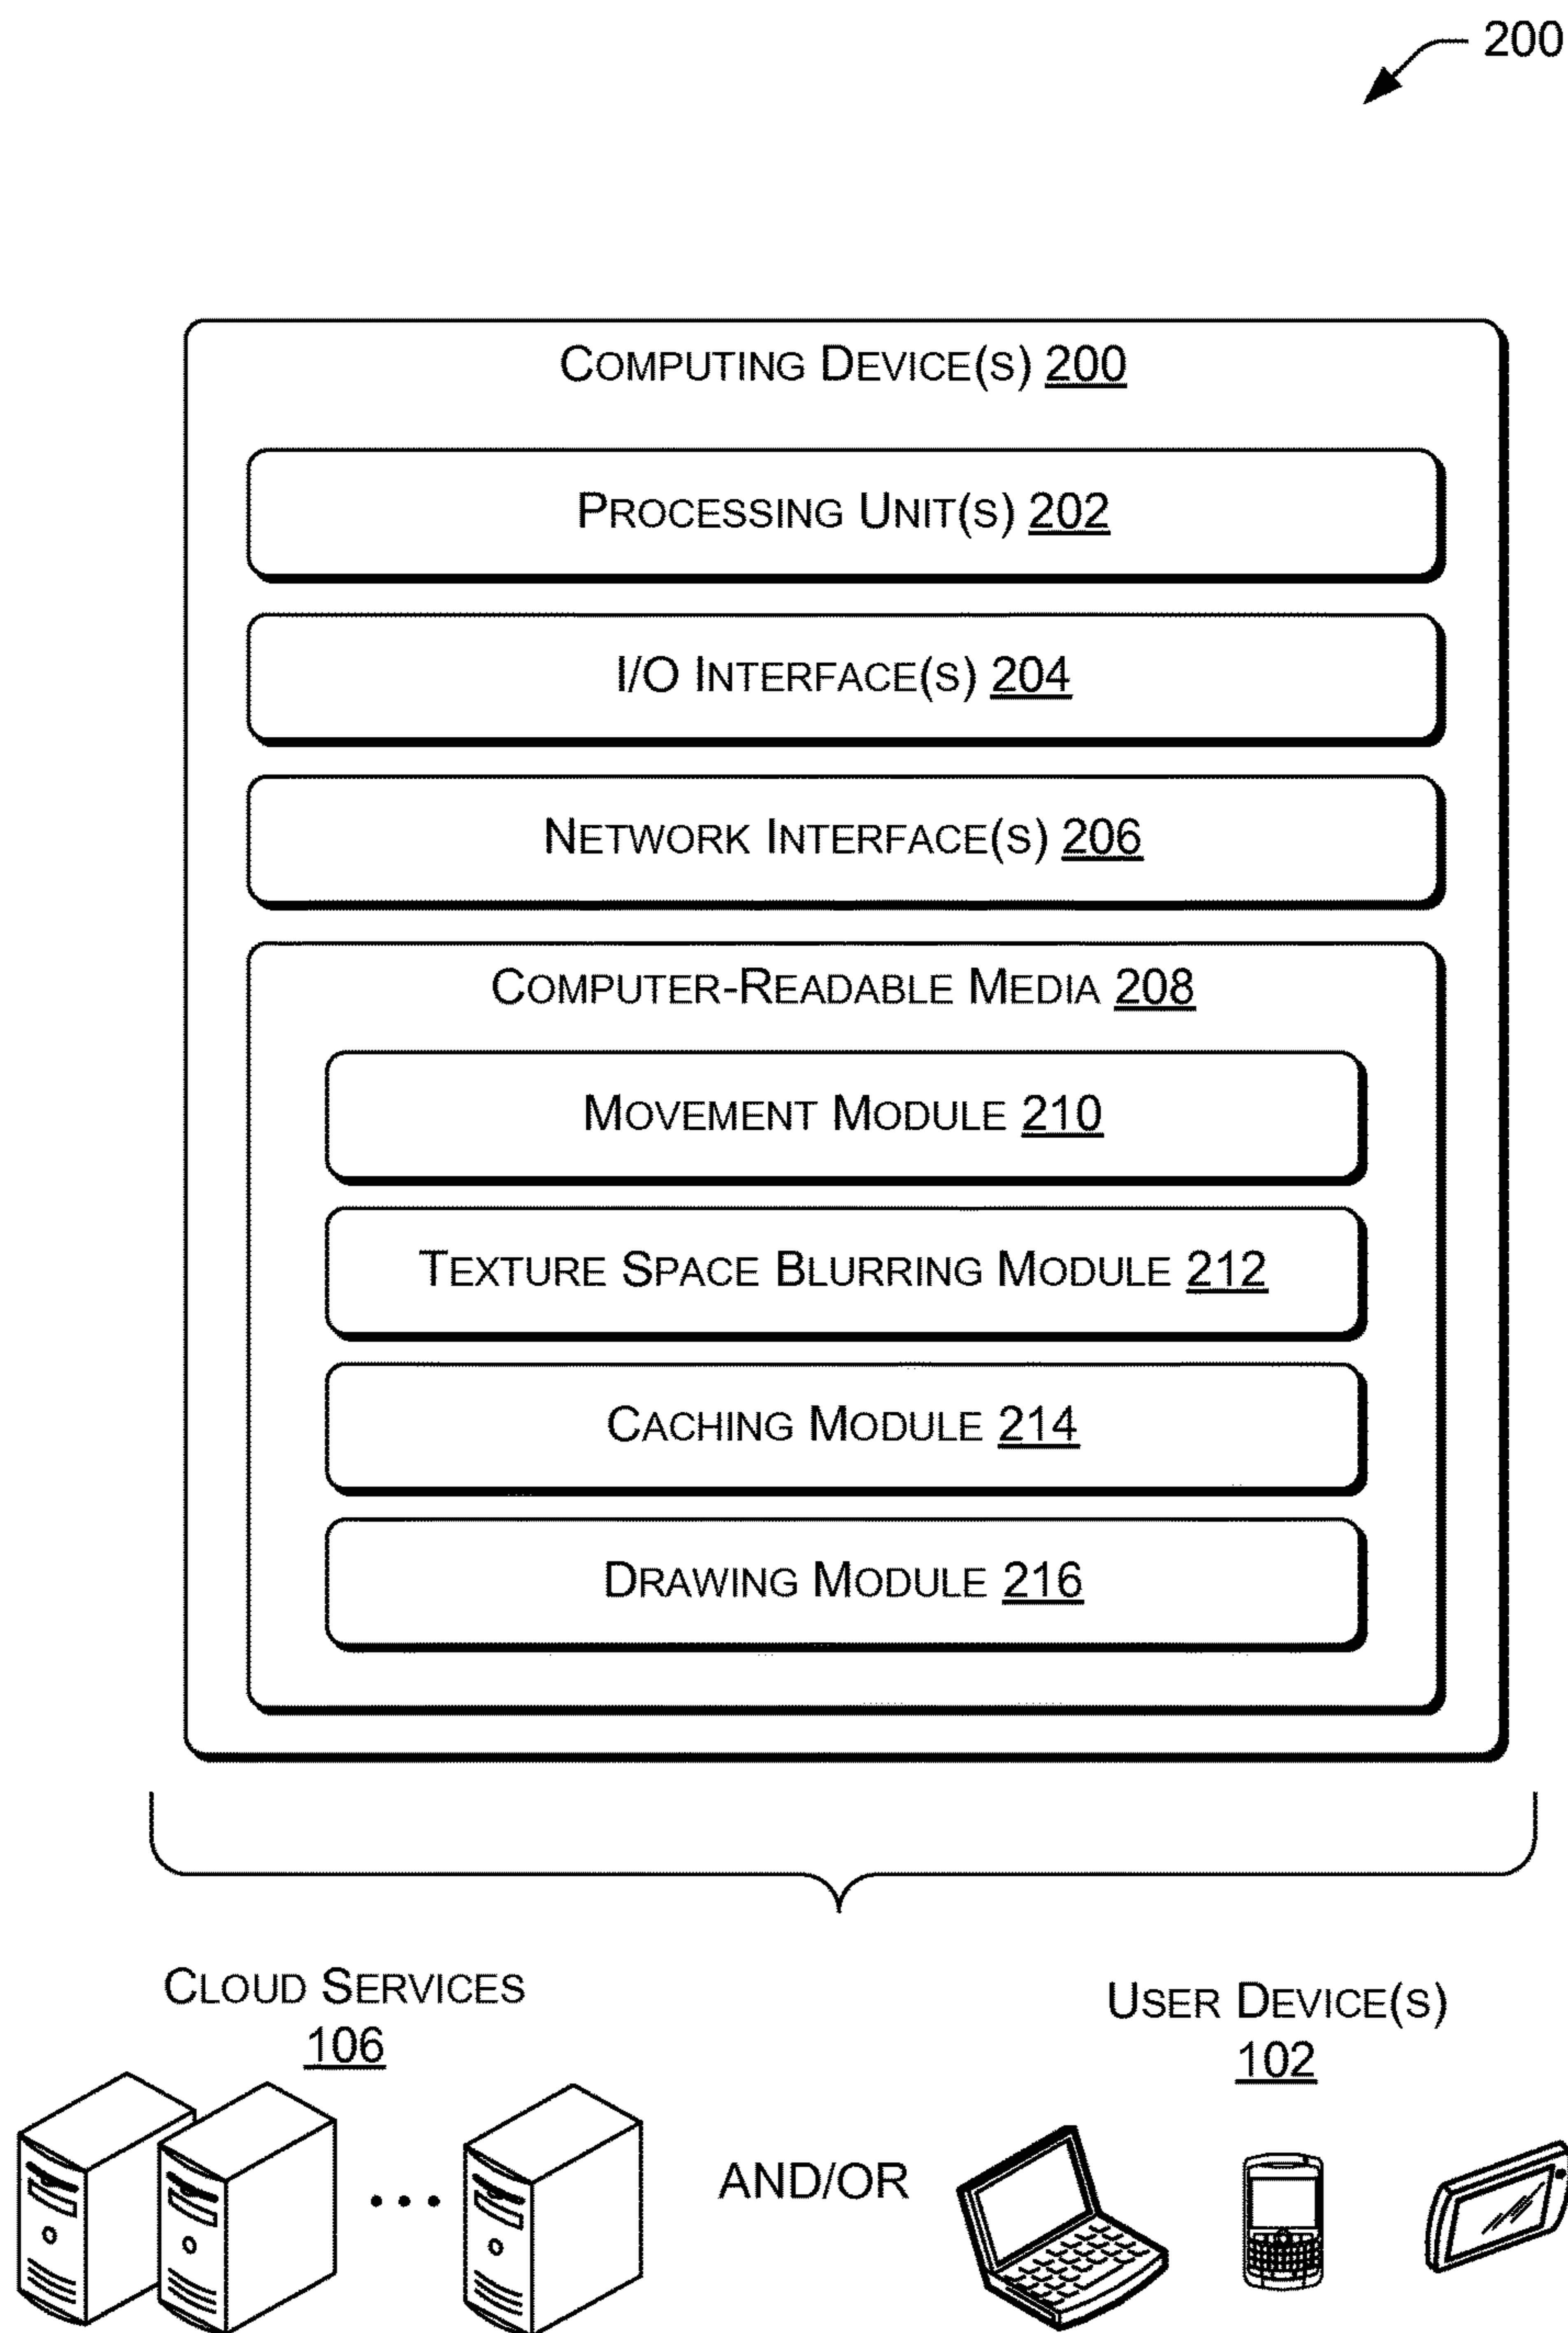 200
COMPUTING DEVICE(S) 200
PROCESSING UNIT(S) 202
I/O INTERFACE(S) 204
NETWORK INTERFACE(S) 206
COMPUTER-READABLE MEDIA 208
MOVEMENT MODULE 210
TEXTURE SPACE BLURRING MODULE 212
CACHING MODULE 214
DRAWING MODULE 216
CLOUD SERVICES
106
USER DEVICE(S)
102
AND/OR